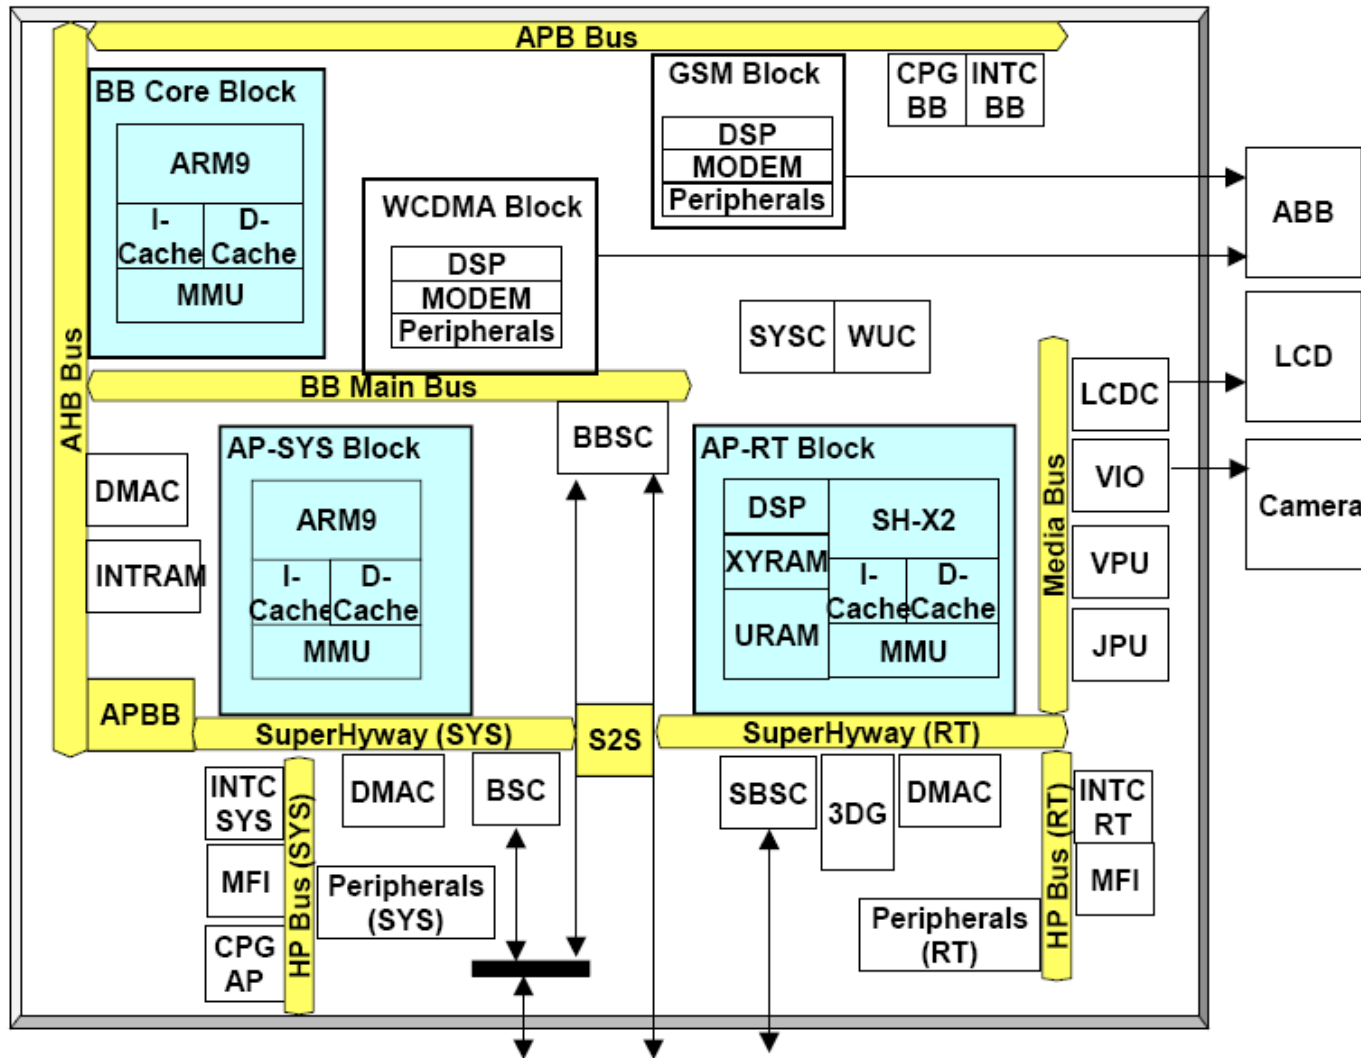 APB Bus
BB Core Block
ARM9
I-
Cache
D-
Cache
MMU
GSM Block
DSP
MODEM
Peripherals
CPG
BB
INTC
BB
WCDMA Block
DSP
MODEM
Peripherals
ABB
SYSC
WUC
LCD
AHB Bus
BB Main Bus
BBSC
LCDC
VIO
VPU
JPU
Media Bus
Camera
DMAC
INTRAM
AP-SYS Block
ARM9
I-
Cache
D-
Cache
MMU
AP-RT Block
DSP
XYRAM
URAM
SH-X2
I-
Cache
D-
Cache
MMU
APBB
SuperHyway (SYS)
S2S
SuperHyway (RT)
INTC
SYS
MFI
CPG
AP
HP Bus (SYS)
DMAC
BSC
Peripherals
(SYS)
SBSC
3DG
DMAC
Peripherals
(RT)
HP Bus (RT)
INTC
RT
MFI